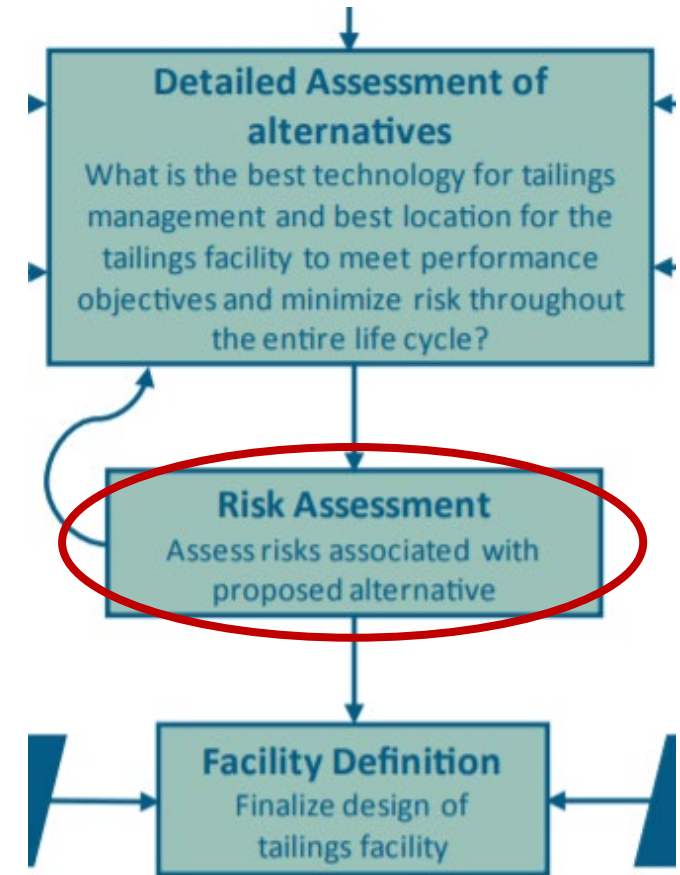 Detailed Assessment of
alternatives
What is the best technology for tailings
management and best location for the
tailings facility to meet performance
objectives and minimize risk throughout
the entire life cycle?
Risk Assessment
Assess risks associated with
proposed alternative
Facility Definition
Finalize design of
tailings facility